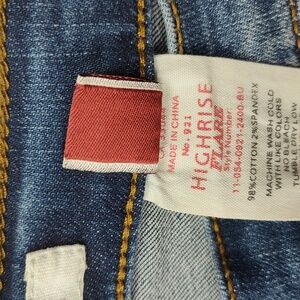 MADE IN CHINA
No. 921
HIGHRISE
FLARE
Style Number:
11-054-0921-2400-BU
98%COTTON 2%SPANDEX
MACHINE WASH COLD
WITH LIKE COLORS
NO BLEACH
TUMBLE DRY LOW